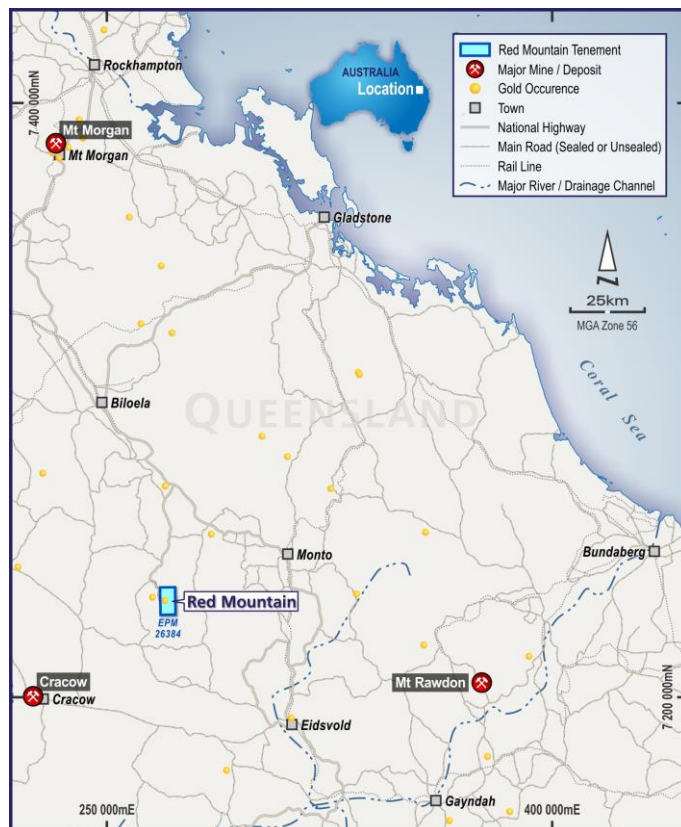 Rockhampton
7 400 000mN
Mt Morgan
Mt Morgan
AUSTRALIA
Location
Red Mountain Tenement
Major Mine / Deposit
Gold Occurence
Town
National Highway
Main Road (Sealed or Unsealed)
Rail Line
Major River / Drainage Channel
Gladstone
N
25km
MGA Zone 56
Coral Sea
Biloela
QUEENSLAND
Monto
Bundaberg
Red Mountain
EPM
26384
Cracow
Cracow
Mt Rawdon
7 200 000mN
Eidsvold
Gayndah
250 000mE
400 000mE